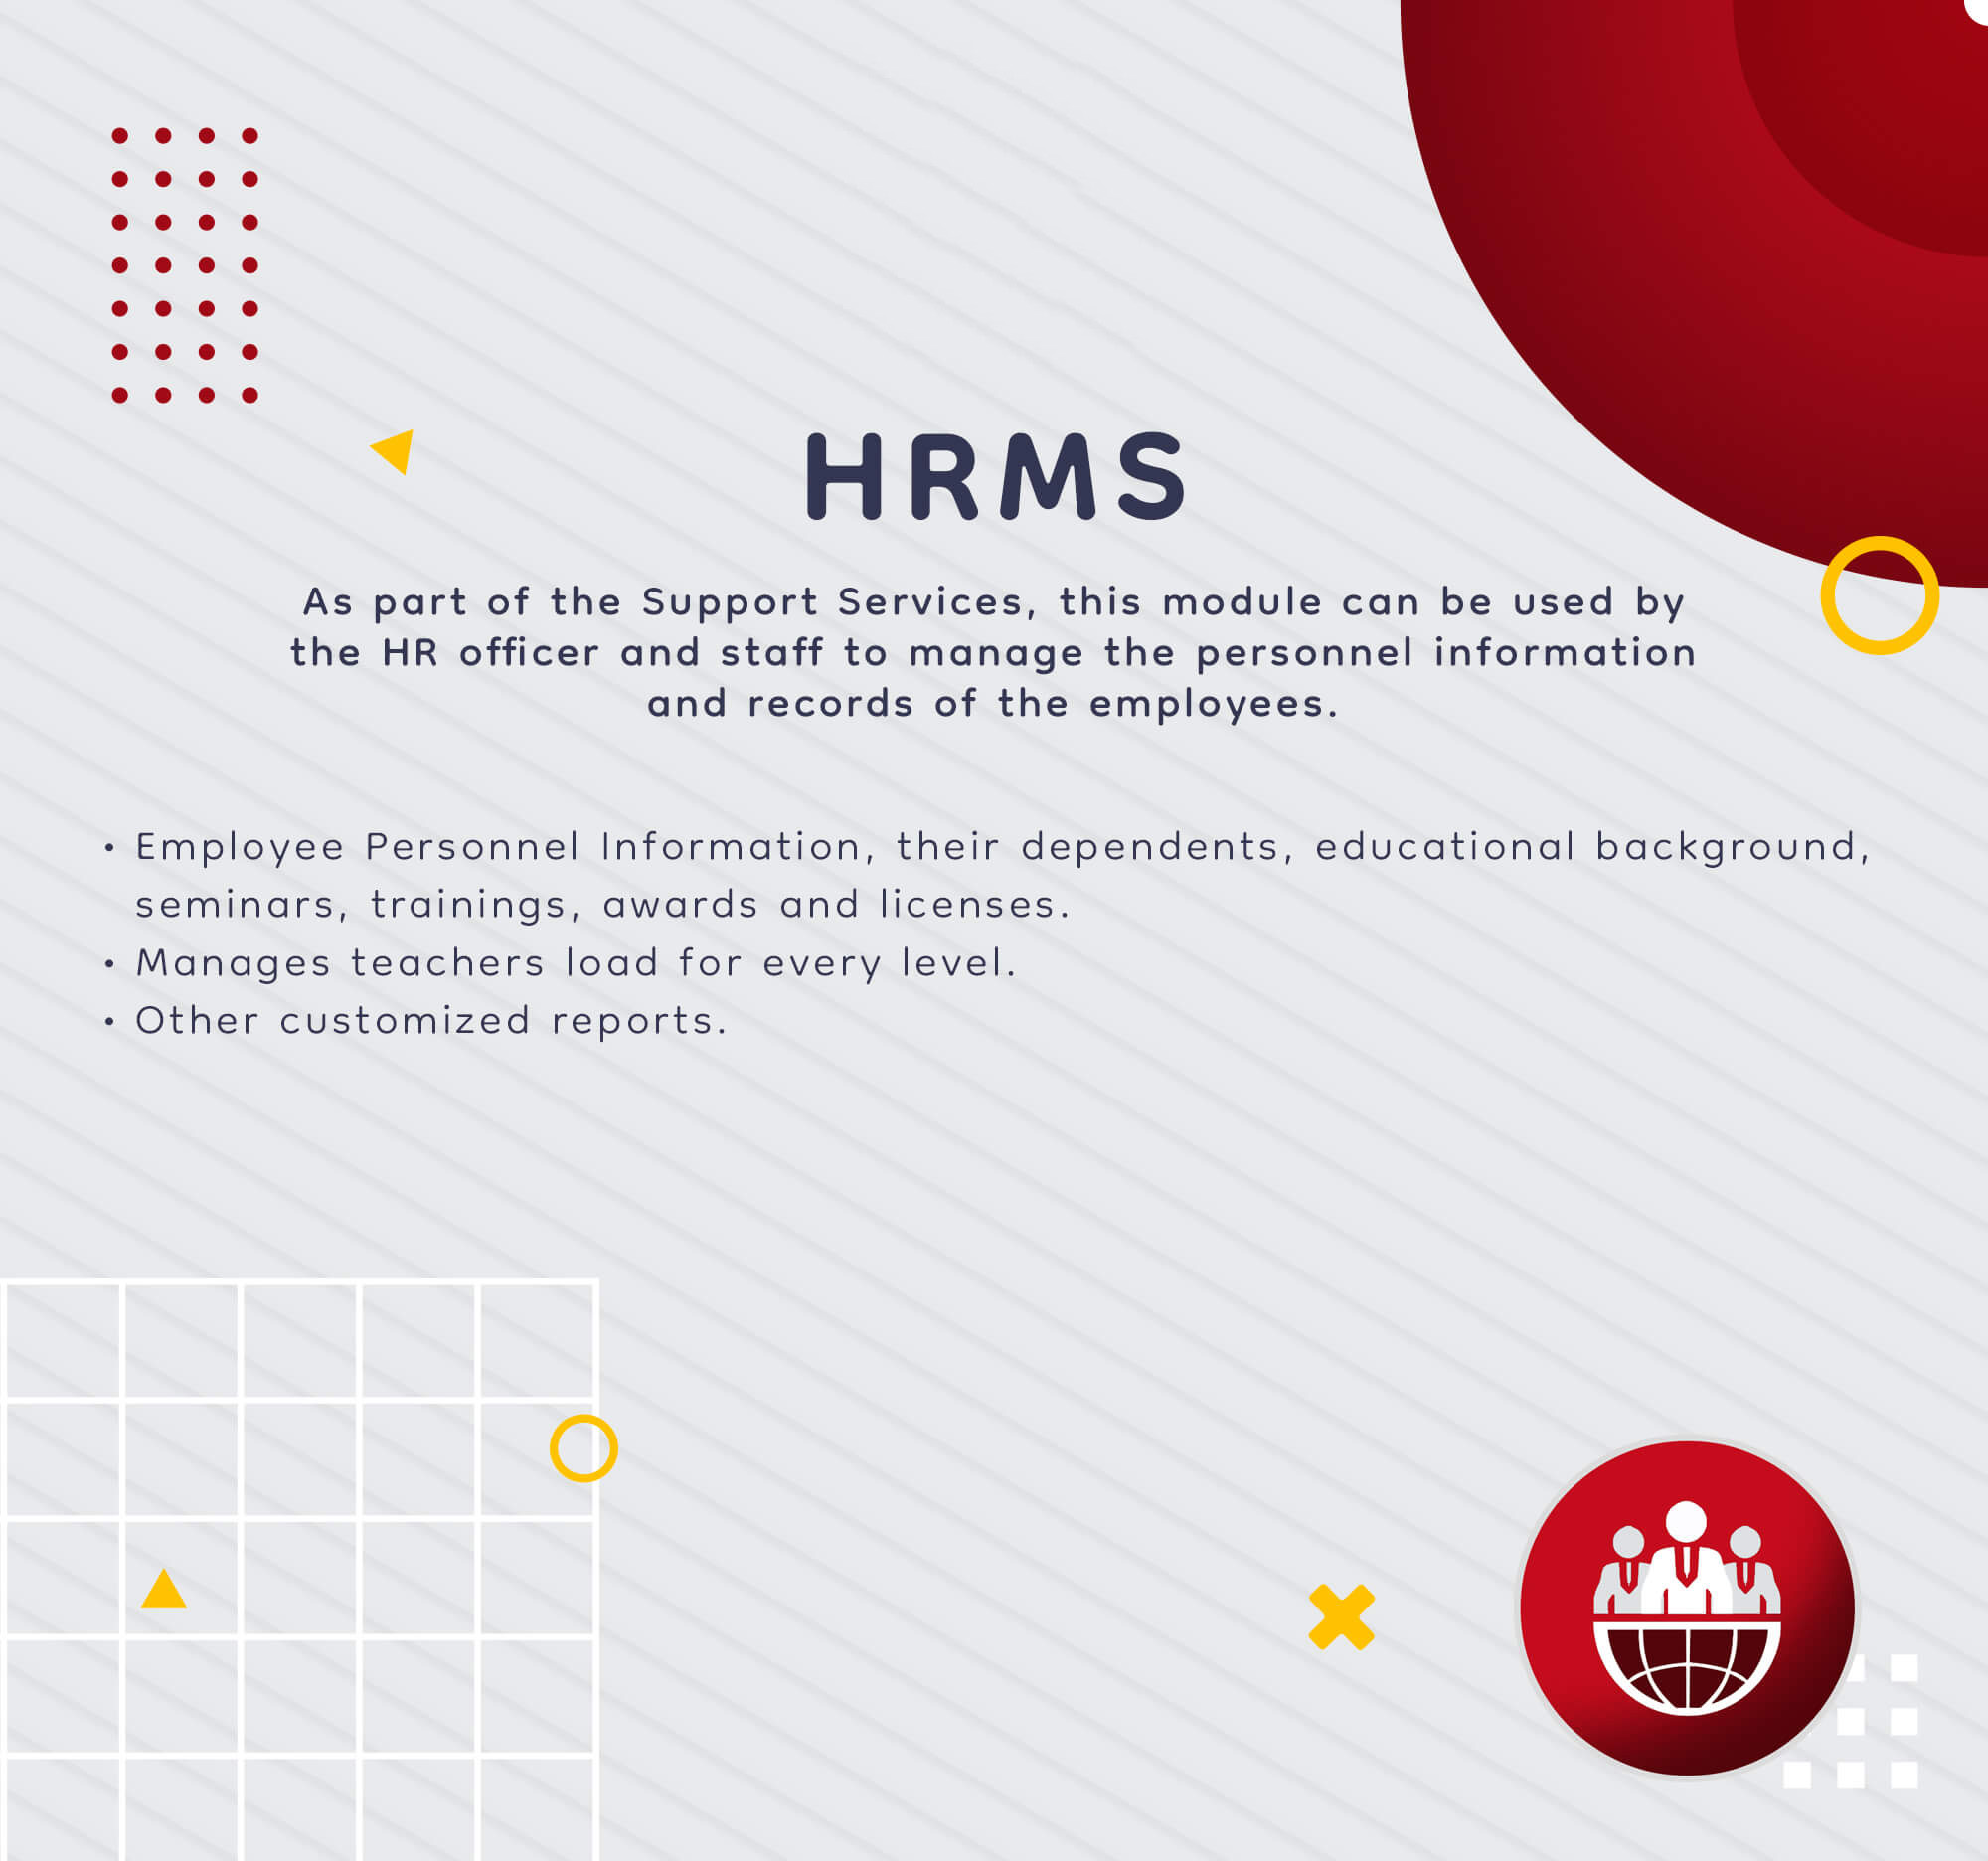 HRMS
As part of the Support Services, this module can be used by
the HR officer and staff to manage the personnel information
and records of the employees.
• Employee Personnel Information, their dependents, educational background,
seminars, trainings, awards and licenses.
• Manages teachers load for every level.
• Other customized reports.